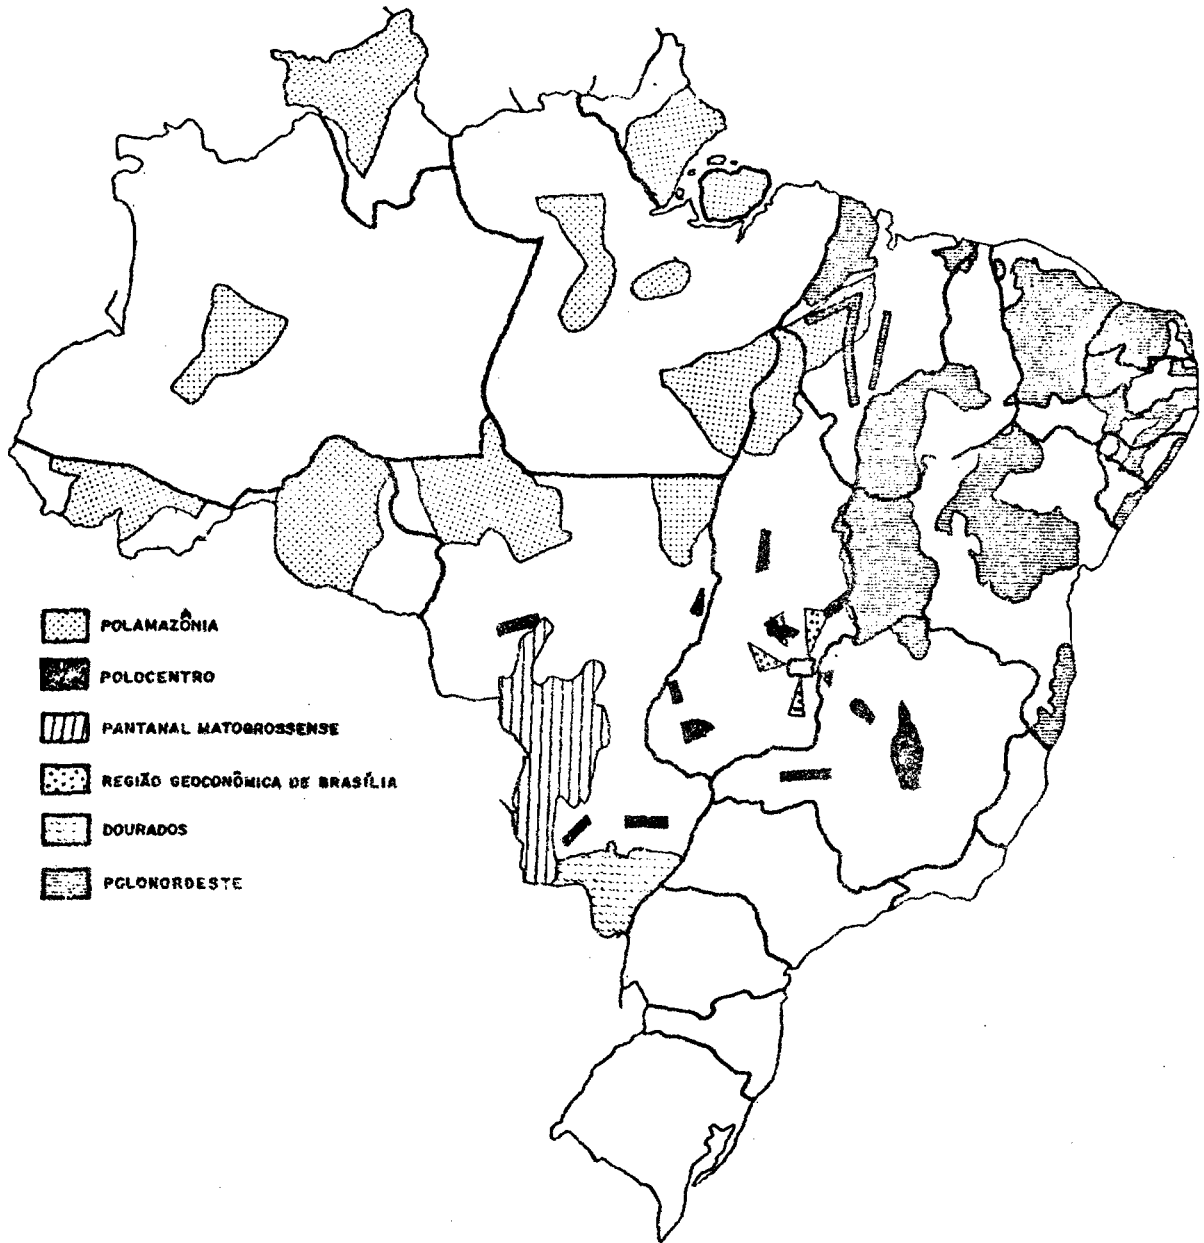 POLAMAZÔNIA
POLOCENTRO
PANTANAL MATOGROSSENSE
REGIÃO GEOCONÔMICA DE BRASÍLIA
DOURADOS
POLONORDESTE